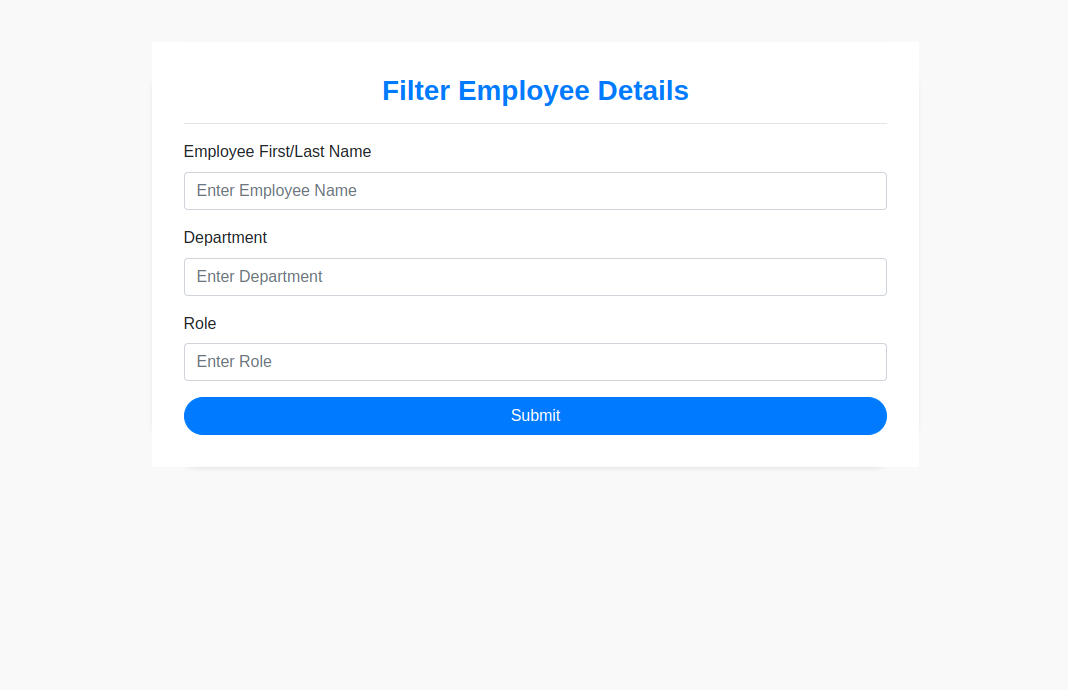 Filter Employee Details
Employee First/Last Name
Enter Employee Name
Department
Enter Department
Role
Enter Role
Submit